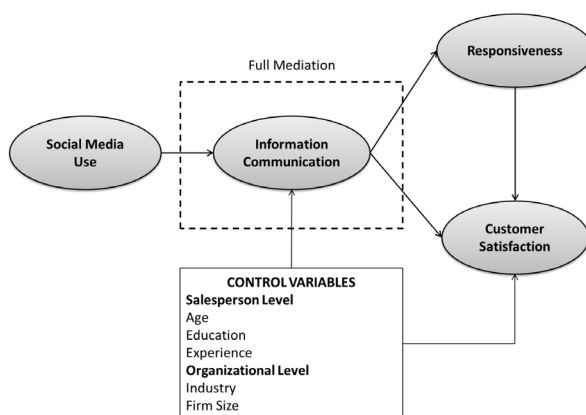 Full Mediation
Responsiveness
Social Media
Use
Information
Communication
Customer
Satisfaction
CONTROL VARIABLES
Salesperson Level
Age
Education
Experience
Organizational Level
Industry
Firm Size